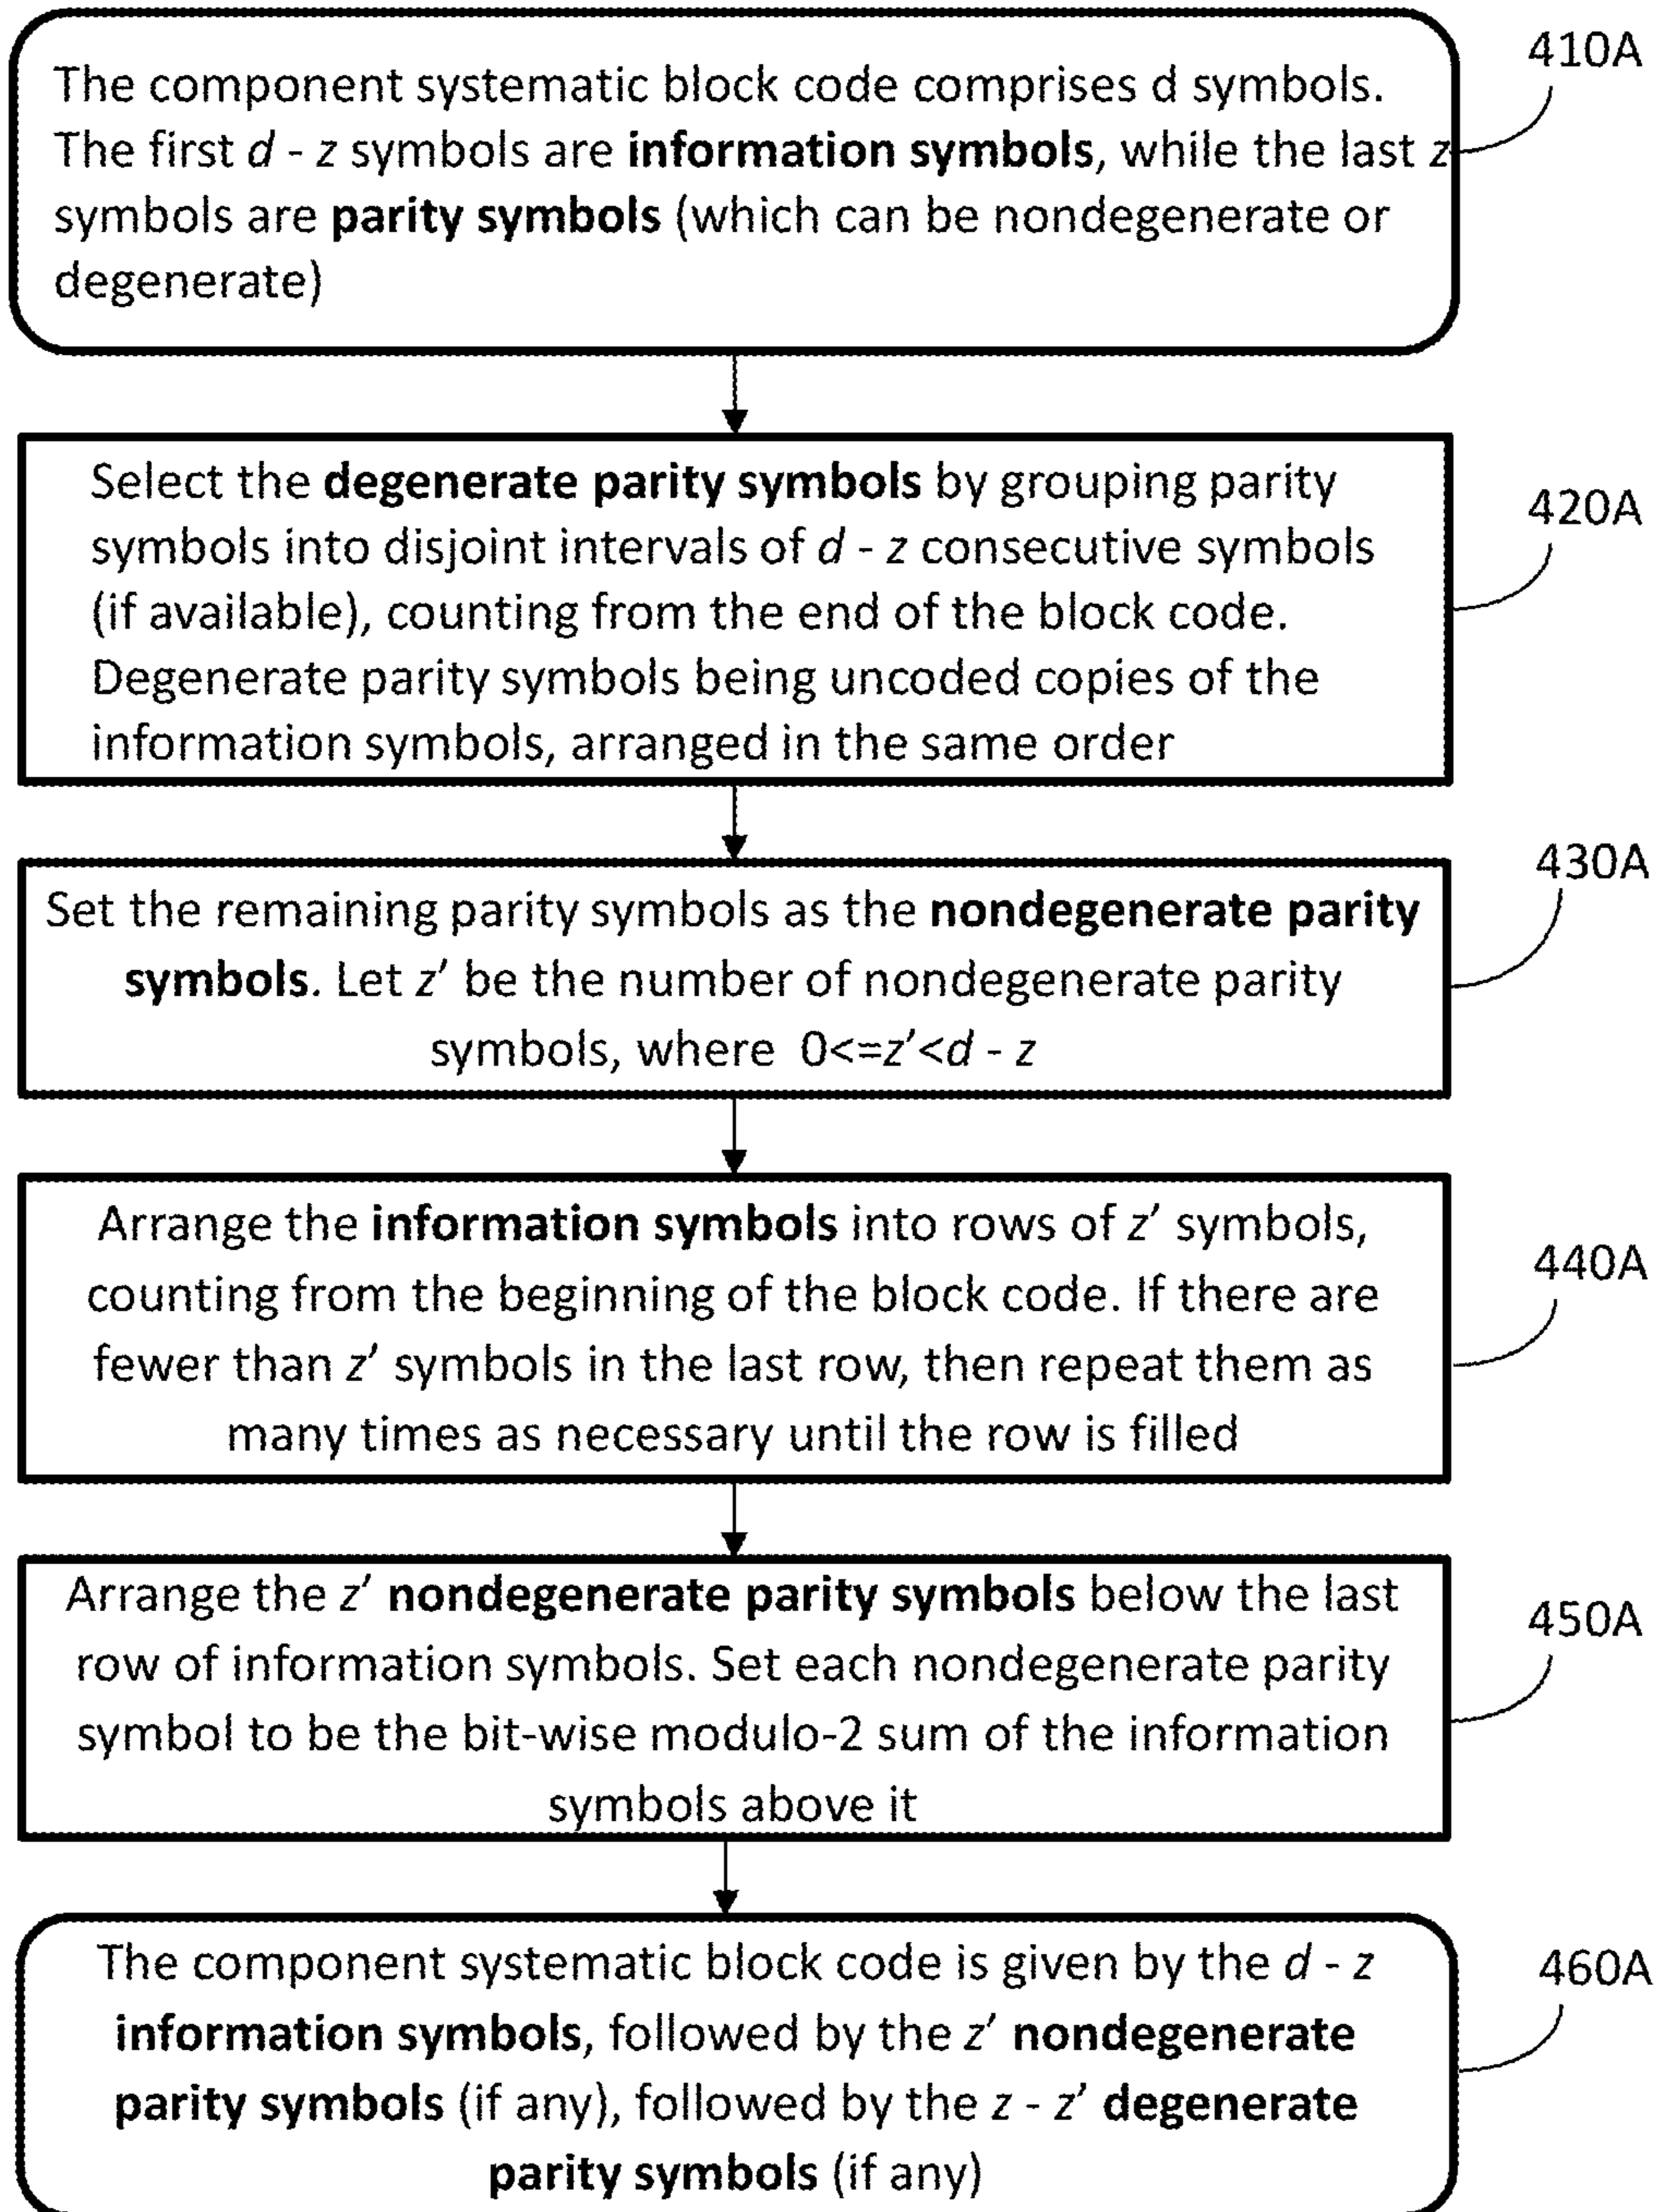 The component systematic block code comprises d symbols.
410A
The first d - z symbols are information symbols, while the last z
symbols are parity symbols (which can be nondegenerate or
degenerate)
Select the degenerate parity symbols by grouping parity
420A
symbols into disjoint intervals of d - z consecutive symbols
(if available), counting from the end of the block code.
Degenerate parity symbols being uncoded copies of the
information symbols, arranged in the same order
430A
Set the remaining parity symbols as the nondegenerate parity
symbols. Let z' be the number of nondegenerate parity
symbols, where 0<=z'<d - z
Arrange the information symbols into rows of z' symbols,
440A
counting from the beginning of the block code. If there are
fewer than z' symbols in the last row, then repeat them as
many times as necessary until the row is filled
Arrange the z' nondegenerate parity symbols below the last
450A
row of information symbols. Set each nondegenerate parity
symbol to be the bit-wise modulo-2 sum of the information
symbols above it
The component systematic block code is given by the d - z
460A
information symbols, followed by the z' nondegenerate
parity symbols (if any), followed by the z - z' degenerate
parity symbols (if any)